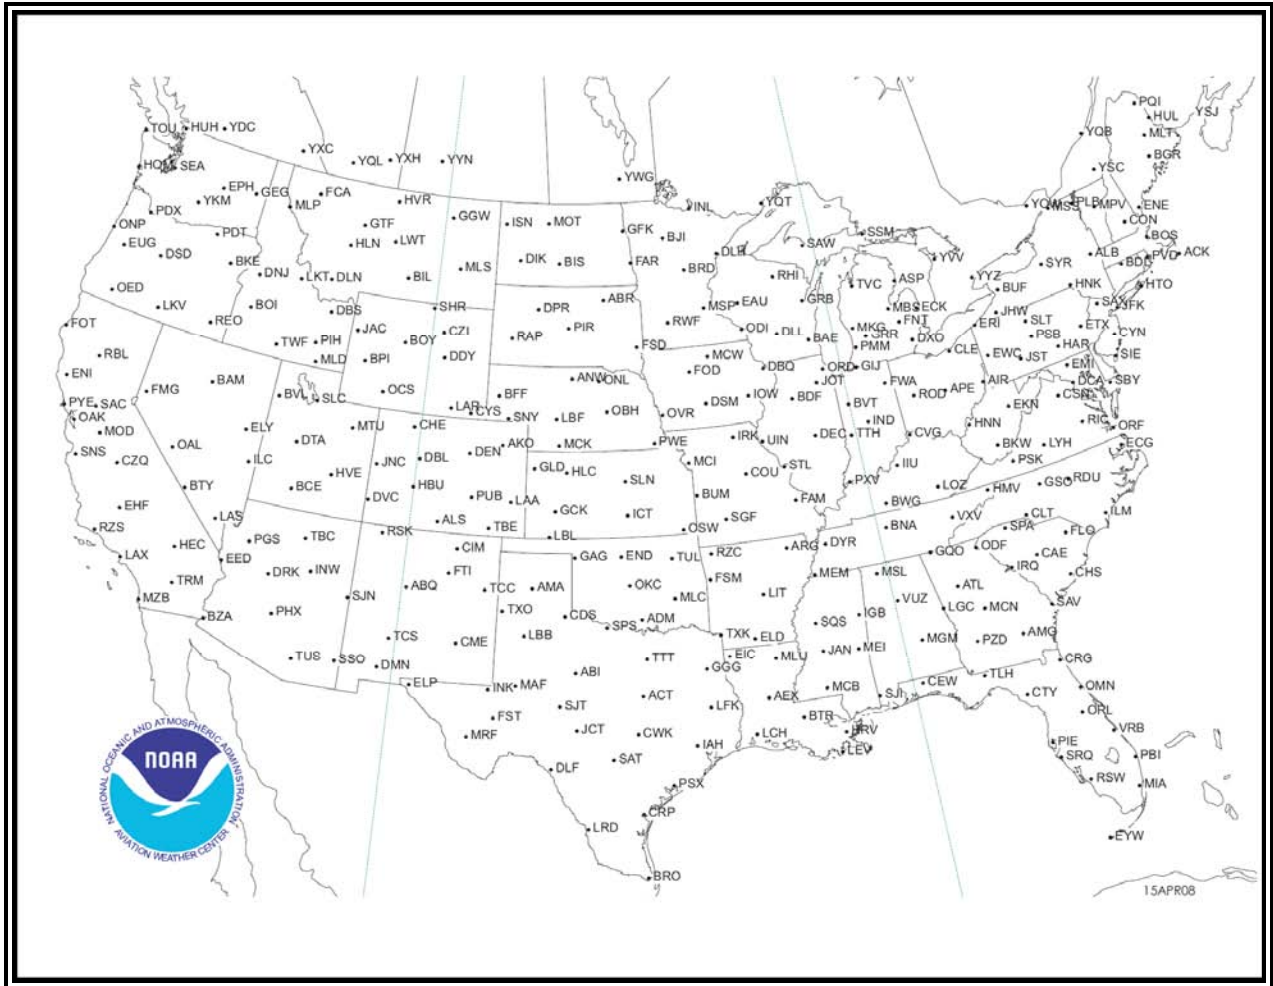 PQI
HUL
YSJ
TOU
HUH
YDC
YQB
MLT
YXC
YQL
YXH
YYN
BGR
HQM
SEA
YSC
YWG
EPH
GEG
FCA
MLP
HVR
YKM
INL
YQT
MSS
PLB
MPV
ENE
PDX
GTF
GGW
ISN
MOT
CON
ONP
PDT
HLN
LWT
GFK
BJI
SSM
BOS
EUG
DSD
DLH
SAW
YVV
SYR
ALB
BDL
PVD
ACK
BKE
DNJ
LKT
DLN
BIL
MLS
DIK
BIS
FAR
BRD
RHI
TVC
ASP
YYZ
BUF
HNK
HTO
OED
LKV
BOI
DBS
SHR
DPR
ABR
MSP
EAU
GRB
MBS
ECK
JHW
SAX
JFK
FOT
REO
JAC
CZI
RAP
PIR
RWF
ODI
DLL
BAE
MKG
GRR
FNT
DXO
ERI
SLT
PSB
ETX
CYN
TWF
PIH
BOY
FSD
PMM
CLE
HAR
RBL
MLD
BPI
DDY
MCW
EWC
JST
SIE
ENI
FMG
BAM
BVL
SLC
OCS
BFF
ANW
ONL
FOD
DBQ
ORD
GIJ
EMI
JOT
FWA
ROD
APE
AIR
DCA
SBY
PYE
SAC
LAR
CYS
SNY
LBF
OBH
OVR
DSM
IOW
BDF
BVT
CSN
EKN
OAK
MOD
OAL
ELY
DTA
MTU
CHE
AKO
MCK
PWE
IRK
UIN
DEC
TTH
IND
CVG
HNN
RIC
ORF
ECG
SNS
CZQ
ILC
JNC
DBL
DEN
GLD
HLC
MCI
COU
STL
IIU
BKW
LYH
PSK
BTY
BCE
HVE
DVC
HBU
PUB
LAA
SLN
BUM
FAM
PXV
LOZ
HMV
GSO
RDU
EHF
GCK
ICT
SGF
BWG
RZS
LAS
RSK
ALS
TBE
LBL
OSW
BNA
VXV
CLT
ILM
SPA
FLO
LAX
HEC
EED
PGS
TBC
CIM
GAG
END
TUL
RZC
ARG
DYR
GQO
ODF
CAE
TRM
DRK
INW
FTI
FSM
MEM
MSL
IRQ
CHS
MZB
BZA
PHX
SJN
ABQ
TCC
AMA
OKC
MLC
LIT
VUZ
ATL
SAV
TXO
CDS
SPS
ADM
SQS
IGB
LGC
MCN
TCS
CME
LBB
TXK
ELD
MGM
PZD
AMG
TUS
SSO
DMN
TTT
EIC
MLU
JAN
MEI
CRG
ELP
INK
MAF
ABI
GGG
MCB
SJI
CEW
TLH
CTY
OMN
FST
SJT
ACT
LFK
AEX
BTR
ORL
MRF
JCT
CWK
IAH
LCH
HRV
LEV
VRB
DLF
SAT
PIE
SRQ
PBI
PSX
RSW
MIA
LRD
CRP
EYW
BRO
NATIONAL OCEANIC AND ATMOSPHERIC ADMINISTRATION
NOAA
AVIATION WEATHER CENTER
15APR08